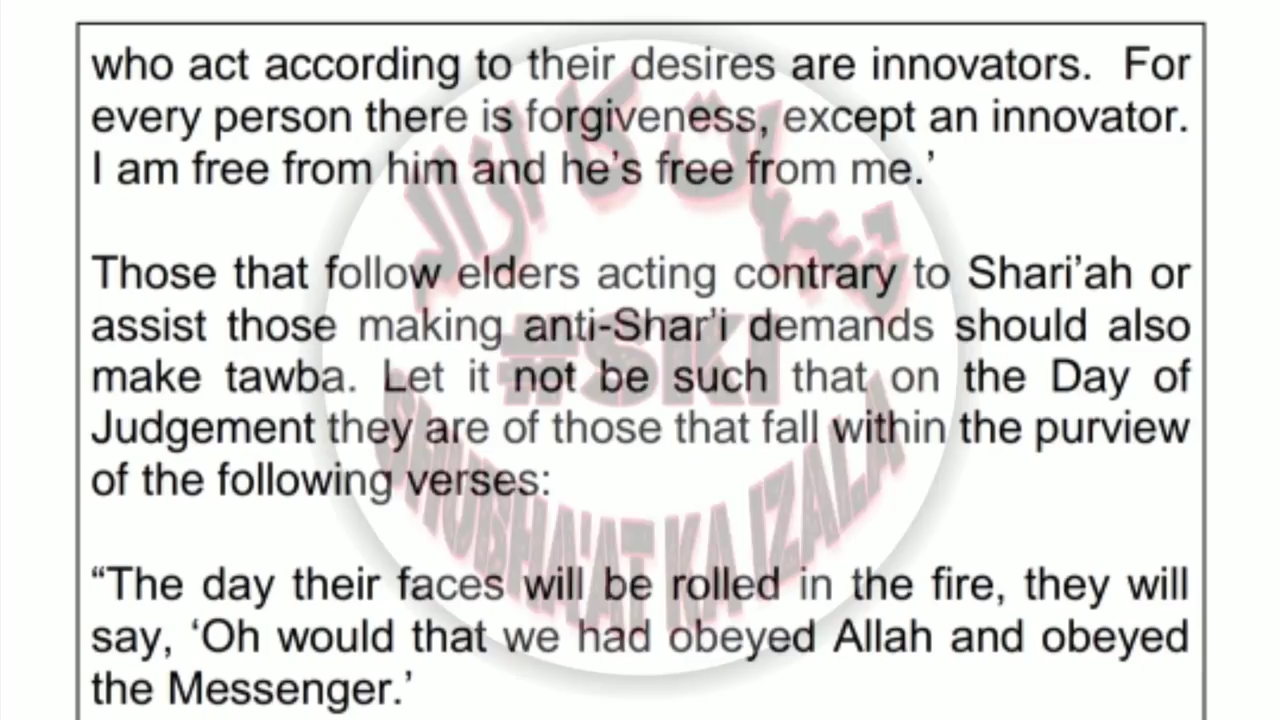 who act according to their desires are innovators. For
every person there is forgiveness, except an innovator.
I am free from him and he’s free from me.’
Those that follow elders acting contrary to Shari’ah or
assist those making anti-Shar’i demands should also
make tawba. Let it not be such that on the Day of
Judgement they are of those that fall within the purview
of the following verses:
“The day their faces will be rolled in the fire, they will
say, ‘Oh would that we had obeyed Allah and obeyed
the Messenger.’
شبہات کا ازالہ
#SKI
SHUBHA'AT KA IZALA